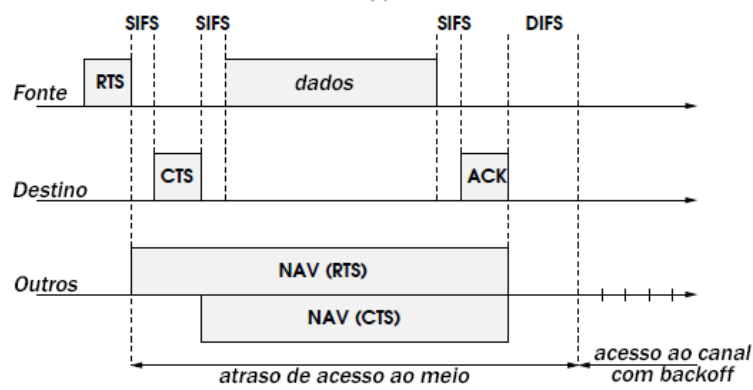 SIFS SIFS SIFS DIFS
RTS dados
Fonte
CTS ACK
Destino
NAV (RTS)
Outros
NAV (CTS)
atraso de acesso ao meio
acesso ao canal
com backoff